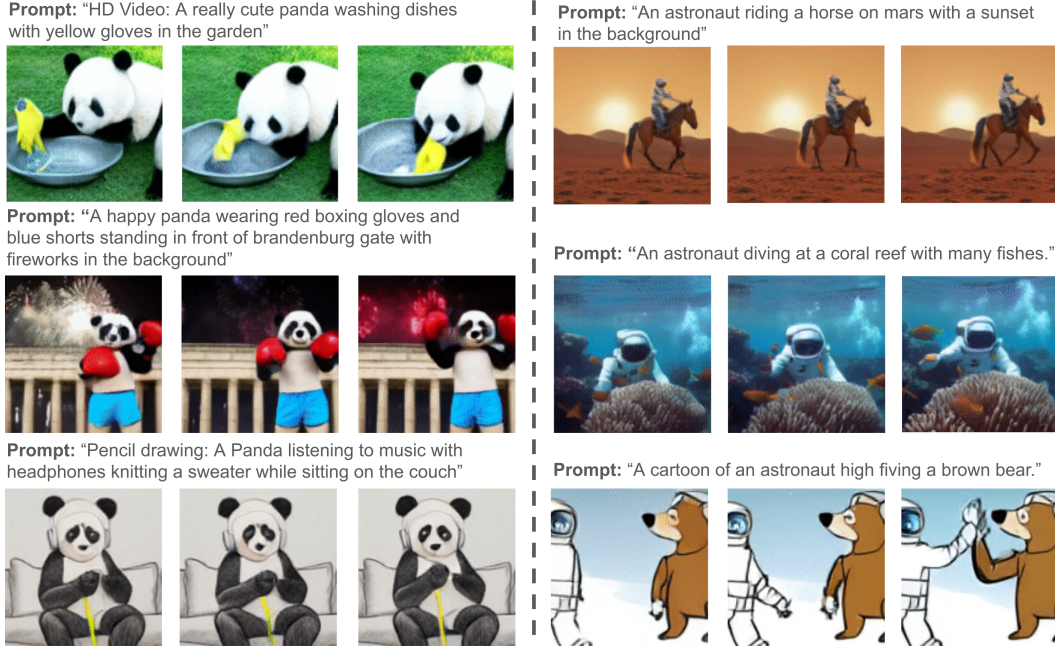 Prompt: “HD Video: A really cute panda washing dishes
with yellow gloves in the garden”
Prompt: “A happy panda wearing red boxing gloves and
blue shorts standing in front of brandenburg gate with
fireworks in the background”
Prompt: “Pencil drawing: A Panda listening to music with
headphones knitting a sweater while sitting on the couch”
Prompt: “An astronaut riding a horse on mars with a sunset
in the background”
Prompt: “An astronaut diving at a coral reef with many fishes.”
Prompt: “A cartoon of an astronaut high fiving a brown bear.”